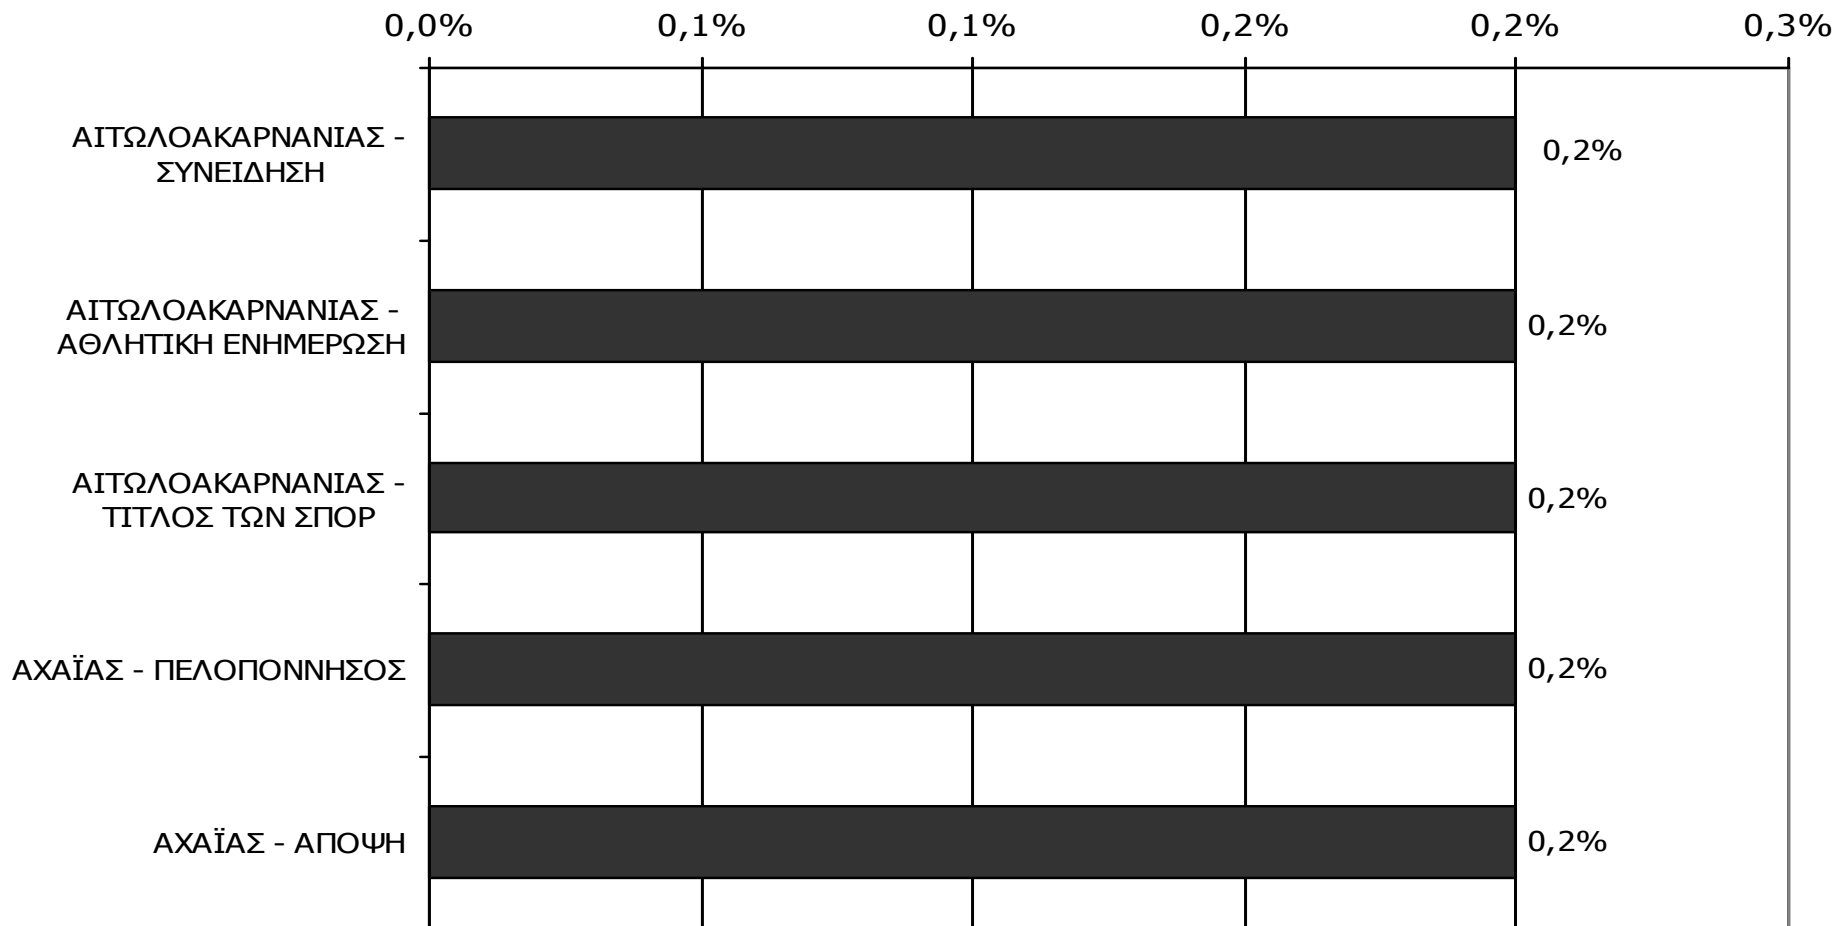 0,0% 0,1% 0,1% 0,2% 0,2% 0,3%
ΑΙΤΩΛΟΑΚΑΡΝΑΝΙΑΣ -
ΣΥΝΕΙΔΗΣΗ
0,2%
ΑΙΤΩΛΟΑΚΑΡΝΑΝΙΑΣ -
ΑΘΛΗΤΙΚΗ ΕΝΗΜΕΡΩΣΗ
0,2%
ΑΙΤΩΛΟΑΚΑΡΝΑΝΙΑΣ -
ΤΙΤΛΟΣ ΤΩΝ ΣΠΟΡ
0,2%
ΑΧΑΪΑΣ - ΠΕΛΟΠΟΝΝΗΣΟΣ
0,2%
ΑΧΑΪΑΣ - ΑΠΟΨΗ
0,2%